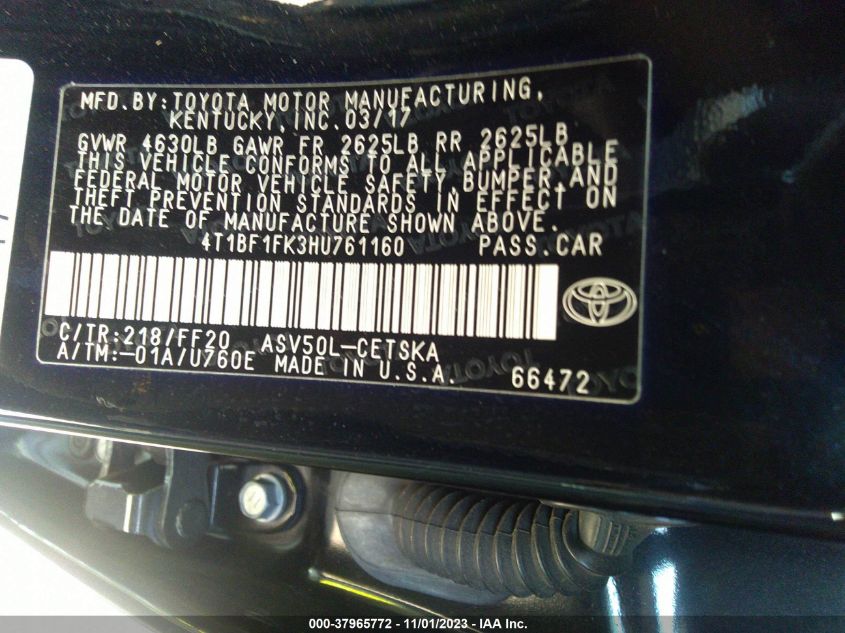 MFD.BY:TOYOTA MOTOR MANUFACTURING,
KENTUCKY,INC.03/17
GVWR 4630LB GAWR FR 2625LB RR 2625LB
THIS VEHICLE CONFORMS TO ALL APPLICABLE
FEDERAL MOTOR VEHICLE SAFETY,BUMPER,AND
THEFT PREVENTION STANDARDS IN EFFECT ON
THE DATE OF MANUFACTURE SHOWN ABOVE.
4T1BF1FK3HU761160 PASS.CAR
C/TR:218/FF20 ASV50L-CETSKA
A/TM:-01A/U760E MADE IN U.S.A.
66472
000-37965772 - 11/01/2023 - IAA Inc.